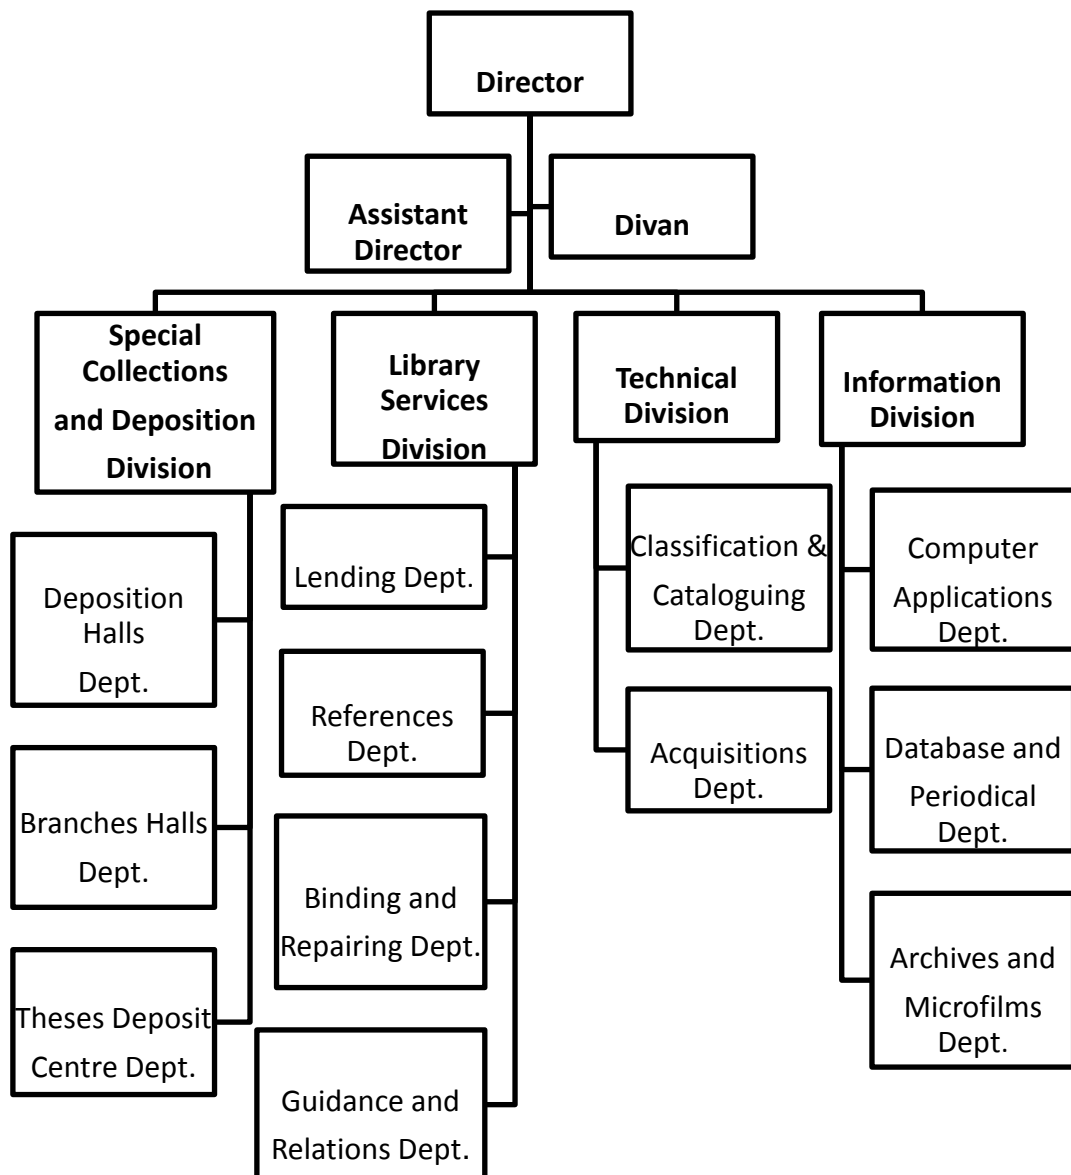 Director
Assistant
Director
Divan
Special
Collections
and Deposition
Division
Library
Services
Division
Technical
Division
Information
Division
Deposition
Halls
Dept.
Branches Halls
Dept.
Theses Deposit
Centre Dept.
Lending Dept.
References
Dept.
Binding and
Repairing Dept.
Guidance and
Relations Dept.
Classification &
Cataloguing
Dept.
Acquisitions
Dept.
Computer
Applications
Dept.
Database and
Periodical
Dept.
Archives and
Microfilms
Dept.